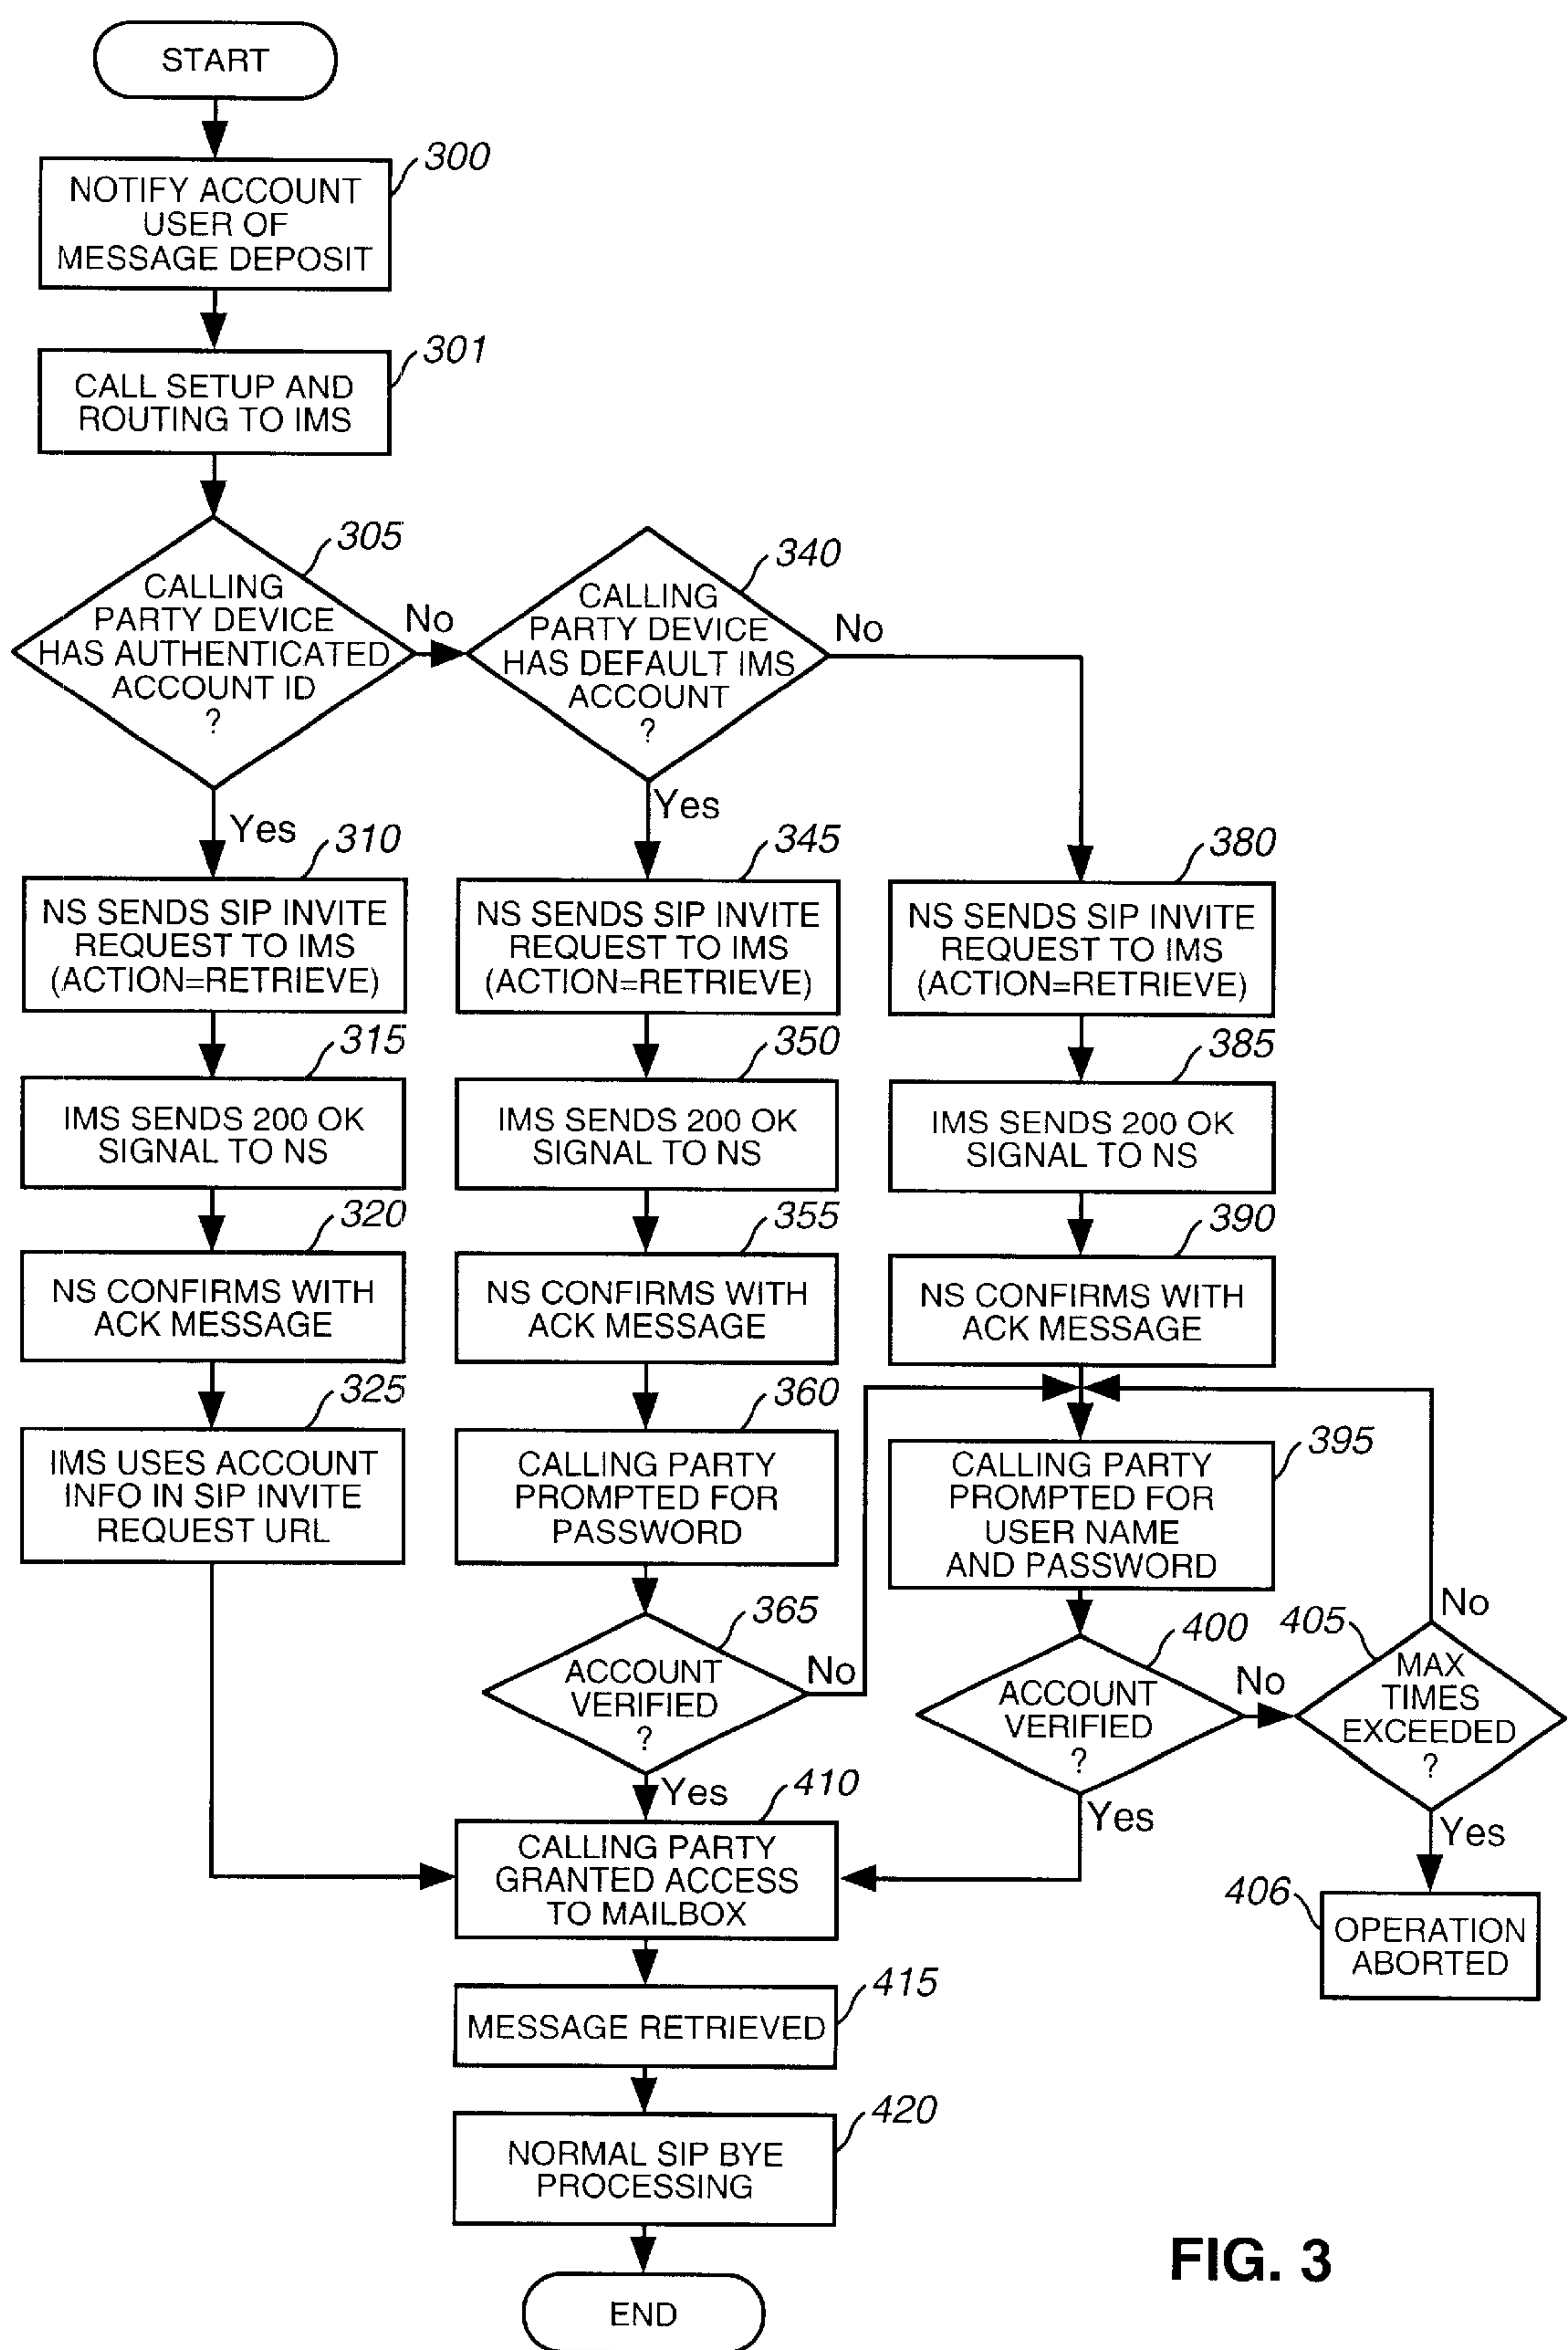 START
300
NOTIFY ACCOUNT
USER OF
MESSAGE DEPOSIT
301
CALL SETUP AND
ROUTING TO IMS
305
CALLING
PARTY DEVICE
HAS AUTHENTICATED
ACCOUNT ID
?
No
340
CALLING
PARTY DEVICE
HAS DEFAULT IMS
ACCOUNT
?
No
Yes
310
NS SENDS SIP INVITE
REQUEST TO IMS
(ACTION=RETRIEVE)
315
IMS SENDS 200 OK
SIGNAL TO NS
320
NS CONFIRMS WITH
ACK MESSAGE
325
IMS USES ACCOUNT
INFO IN SIP INVITE
REQUEST URL
Yes
345
NS SENDS SIP INVITE
REQUEST TO IMS
(ACTION=RETRIEVE)
350
IMS SENDS 200 OK
SIGNAL TO NS
355
NS CONFIRMS WITH
ACK MESSAGE
360
CALLING PARTY
PROMPTED FOR
PASSWORD
365
ACCOUNT
VERIFIED
?
No
Yes
380
NS SENDS SIP INVITE
REQUEST TO IMS
(ACTION=RETRIEVE)
385
IMS SENDS 200 OK
SIGNAL TO NS
390
NS CONFIRMS WITH
ACK MESSAGE
395
CALLING PARTY
PROMPTED FOR
USER NAME
AND PASSWORD
400
ACCOUNT
VERIFIED
?
No
Yes
405
MAX
TIMES
EXCEEDED
?
No
Yes
406
OPERATION
ABORTED
410
CALLING PARTY
GRANTED ACCESS
TO MAILBOX
415
MESSAGE RETRIEVED
420
NORMAL SIP BYE
PROCESSING
END
FIG. 3